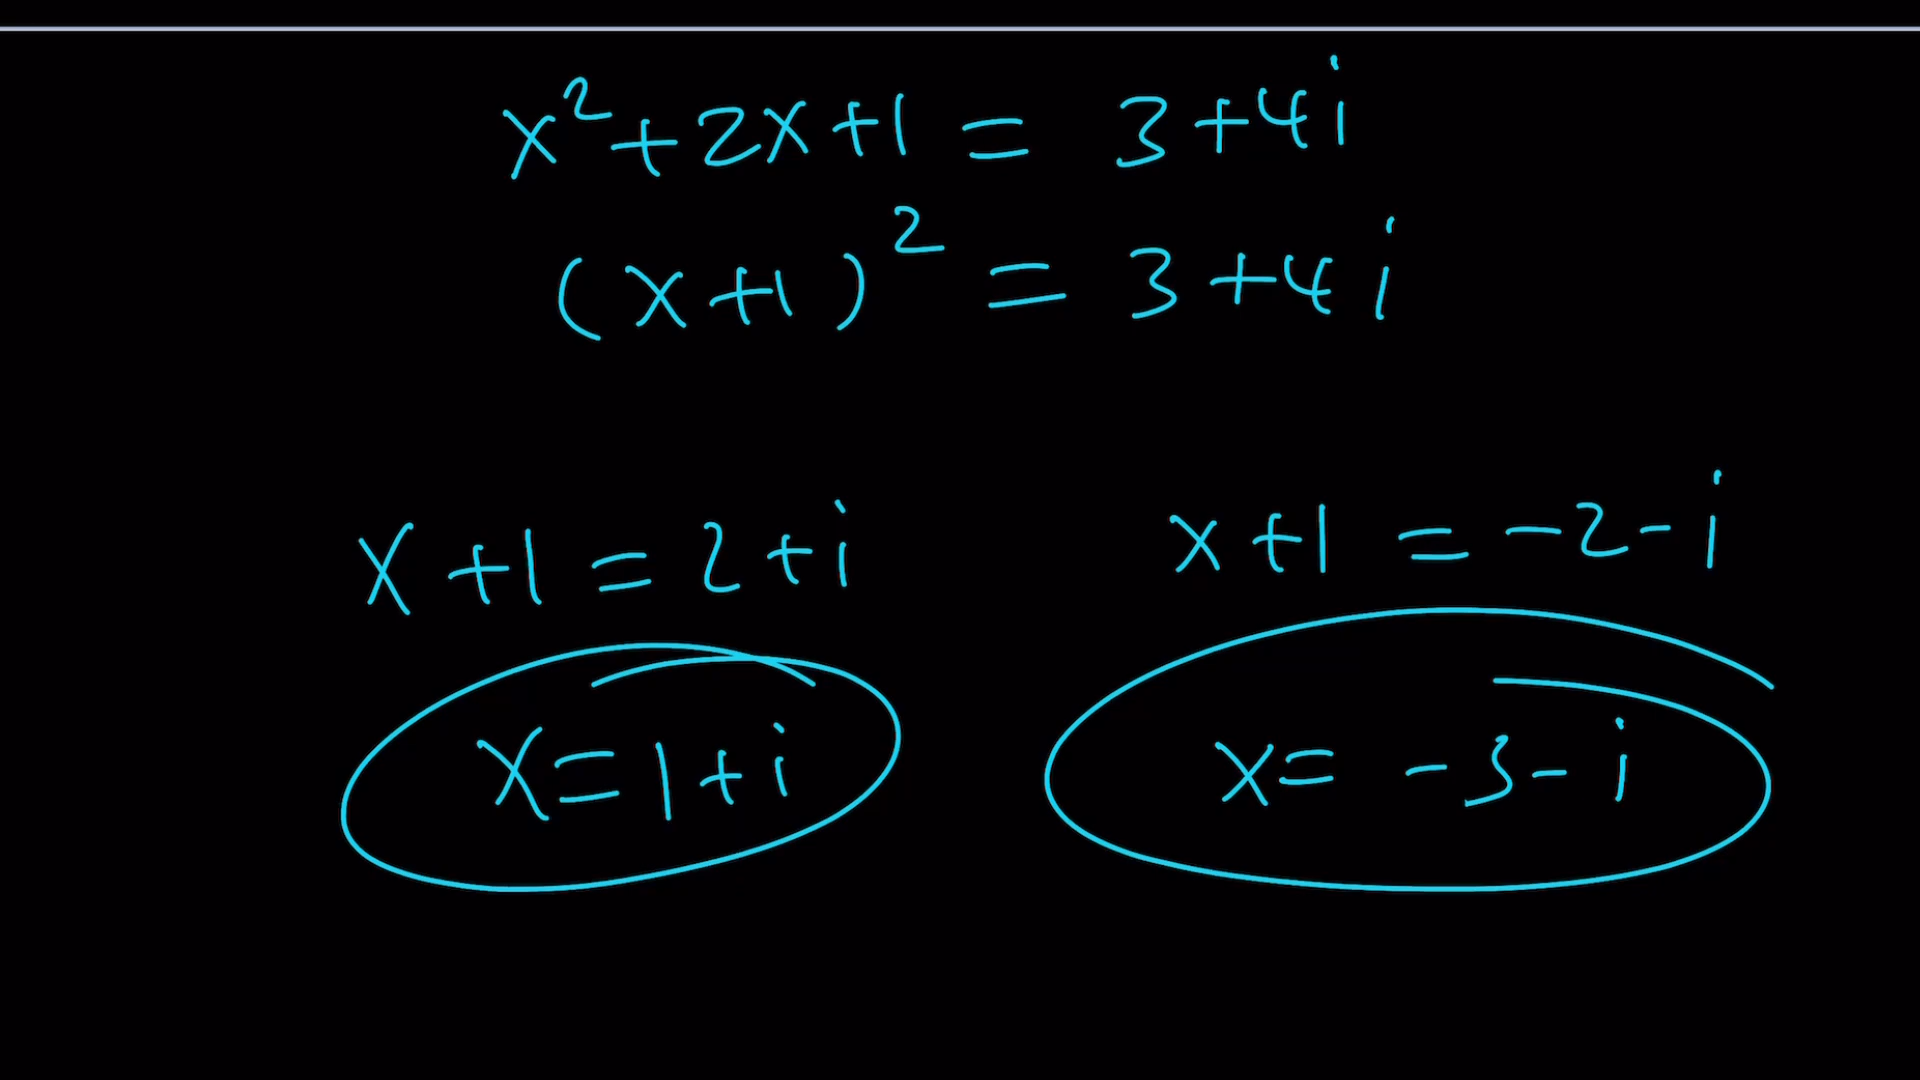 x²+2x+1 = 3+4i
(x+1)² = 3+4i
x+1 = 2+i
x+1 = -2-i
x=1+i
x= -3-i